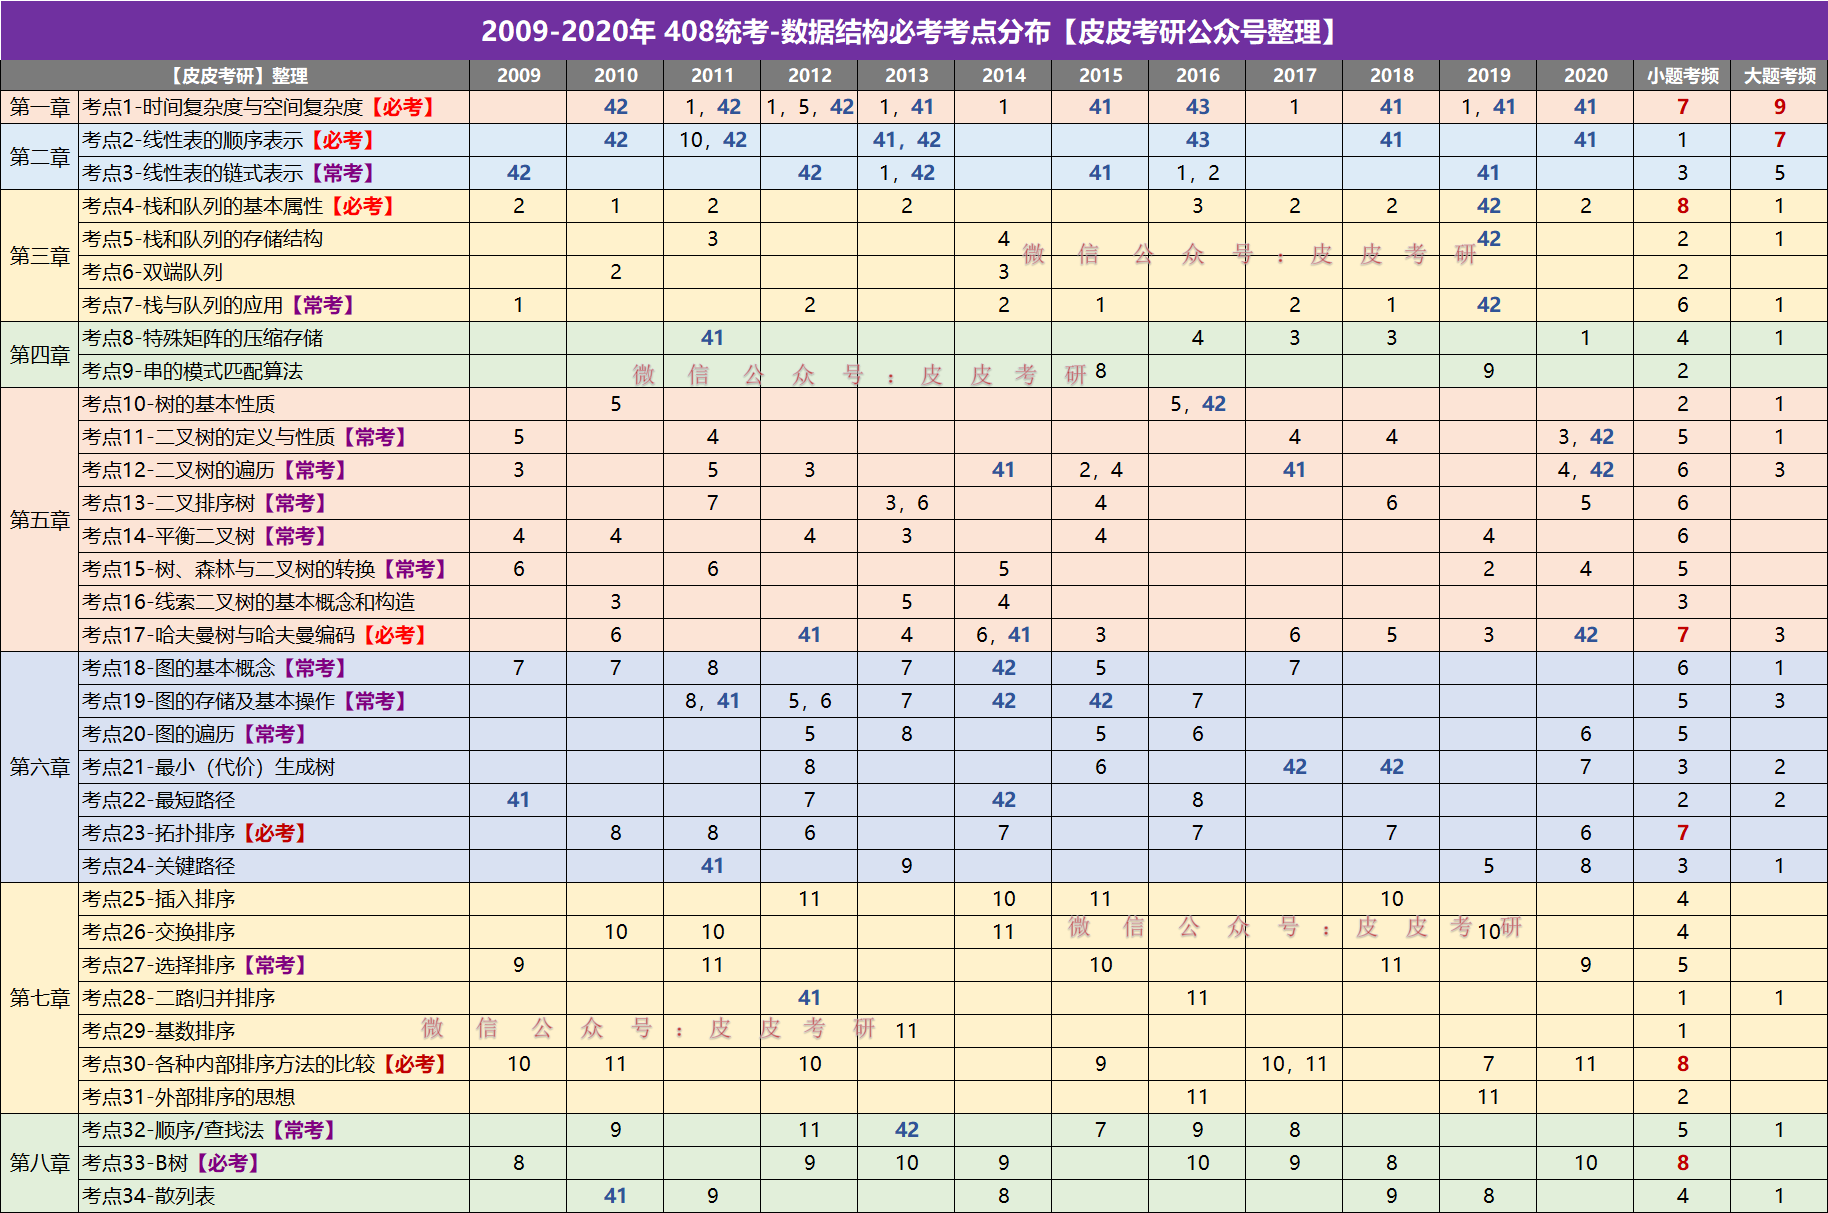 2009-2020年 408统考-数据结构必考考点分布【皮皮考研公众号整理】
【皮皮考研】整理 2009 2010 2011 2012 2013 2014 2015 2016 2017 2018 2019 2020 小题考频 大题考频
第一章 考点1-时间复杂度与空间复杂度【必考】 42 1，42 1，5，42 1，41 1 41 43 1 41 1，41 41 7 9
第二章 考点2-线性表的顺序表示【必考】 42 10，42 41，42 43 41 41 1 7
考点3-线性表的链式表示【常考】 42 42 1，42 41 1，2 41 3 5
第三章 考点4-栈和队列的基本属性【必考】 2 1 2 2 3 2 2 42 2 8 1
考点5-栈和队列的存储结构 3 4 42 2 1
微信公众号：皮皮考研
考点6-双端队列 2 3 2
考点7-栈与队列的应用【常考】 1 2 2 1 2 1 42 6 1
第四章 考点8-特殊矩阵的压缩存储 41 4 3 3 1 4 1
考点9-串的模式匹配算法 8 9 2
微信公众号：皮皮考研
第五章 考点10-树的基本性质 5 5，42 2 1
考点11-二叉树的定义与性质【常考】 5 4 4 4 3，42 5 1
考点12-二叉树的遍历【常考】 3 5 3 41 2，4 41 4，42 6 3
考点13-二叉排序树【常考】 7 3，6 4 6 5 6
考点14-平衡二叉树【常考】 4 4 4 3 4 4 6
考点15-树、森林与二叉树的转换【常考】 6 6 5 2 4 5
考点16-线索二叉树的基本概念和构造 3 5 4 3
考点17-哈夫曼树与哈夫曼编码【必考】 6 41 4 6，41 3 6 5 3 42 7 3
第六章 考点18-图的基本概念【常考】 7 7 8 7 42 5 7 6 1
考点19-图的存储及基本操作【常考】 8，41 5，6 7 42 42 7 5 3
考点20-图的遍历【常考】 5 8 5 6 6 5
考点21-最小（代价）生成树 8 6 42 42 7 3 2
考点22-最短路径 41 7 42 8 2 2
考点23-拓扑排序【必考】 8 8 6 7 7 7 6 7
考点24-关键路径 41 9 5 8 3 1
第七章 考点25-插入排序 11 10 11 10 4
考点26-交换排序 10 10 11 10 4
微信公众号：皮皮考研
考点27-选择排序【常考】 9 11 10 11 9 5
考点28-二路归并排序 41 11 1 1
考点29-基数排序 11 1
微信公众号：皮皮考研
考点30-各种内部排序方法的比较【必考】 10 11 10 9 10，11 7 11 8
考点31-外部排序的思想 11 11 2
第八章 考点32-顺序/查找法【常考】 9 11 42 7 9 8 5 1
考点33-B树【必考】 8 9 10 9 10 9 8 10 8
考点34-散列表 41 9 8 9 8 4 1